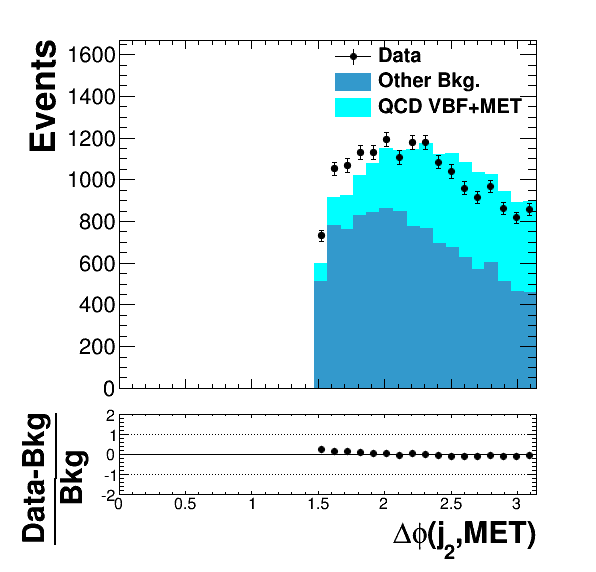 Events
1600
1400
1200
1000
800
600
400
200
0
Data
Other Bkg.
QCD VBF+MET
Data-Bkg
Bkg
2
1
0
-1
-2
0 0.5 1 1.5 2 2.5 3
Δϕ(j₂,MET)